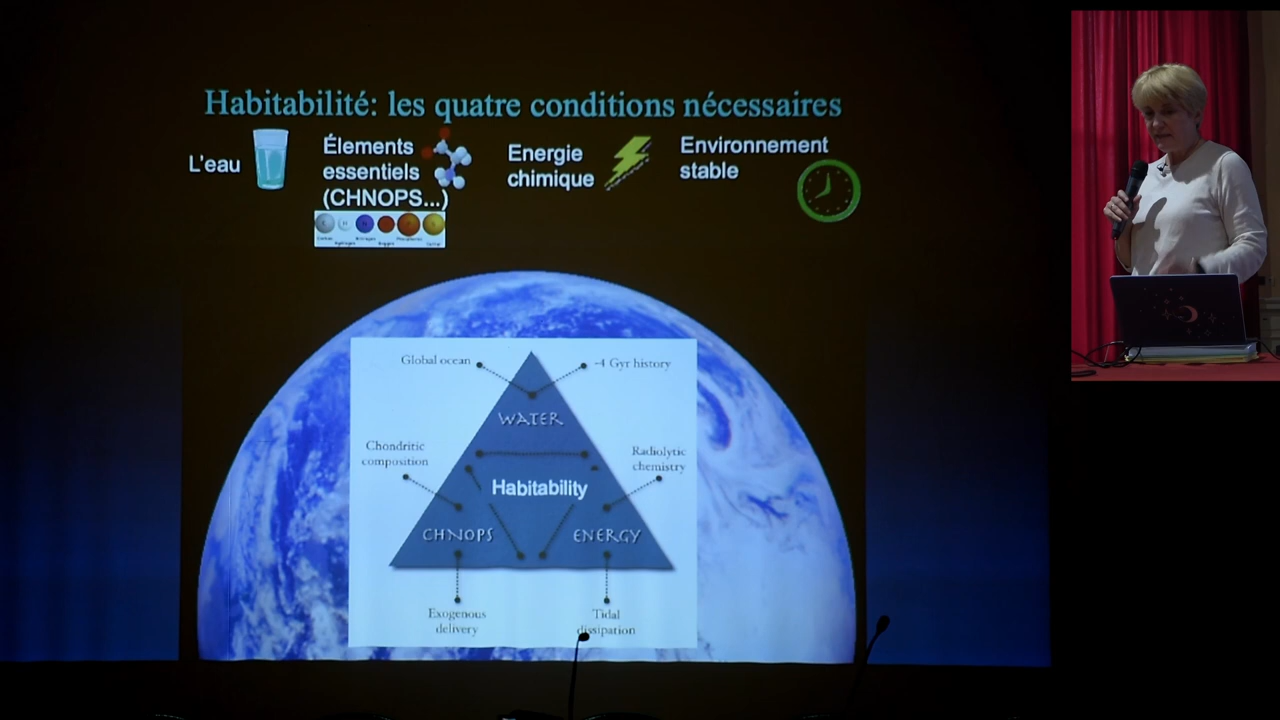 Habitabilité: les quatre conditions nécessaires
L'eau
Élements
essentiels
(CHNOPS...)
Energie
chimique
Environnement
stable
Global ocean
~4 Gyr history
WATER
Chondritic
composition
Radiolytic
chemistry
Habitability
CHNOPS
ENERGY
Exogenous
delivery
Tidal
dissipation